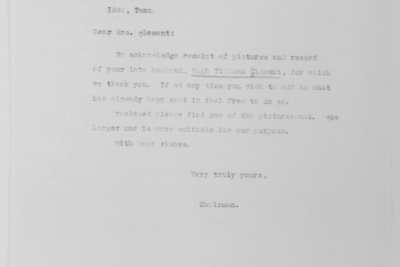 Idol, Tenn.
Dear Mrs. Clement:
We acknowledge receipt of pictures and record
of your late husband, Hugh Tillman Clement, for which
we thank you. If at any time you wish to add to what
has already been sent in feel free to do so.
Enclosed please find one of the pictures sent. The
larger one is more suitable for our purpose.
With best wishes.
Very truly yours,
Chairman.